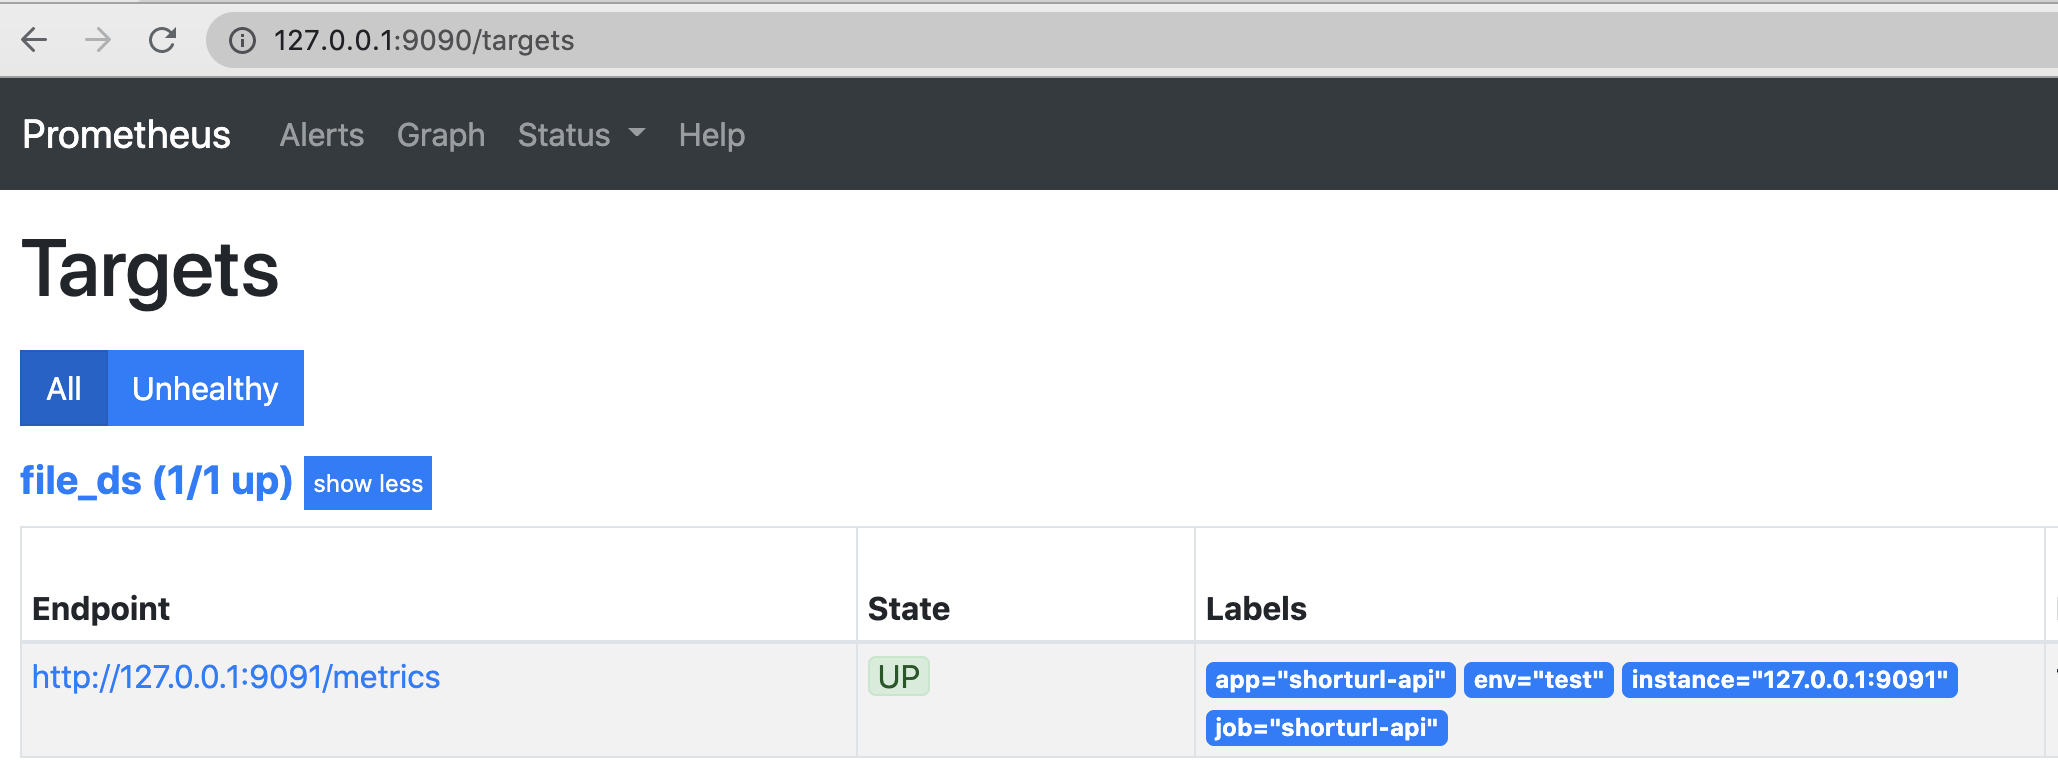 127.0.0.1:9090/targets
Prometheus Alerts Graph Status Help
Targets
All Unhealthy
file_ds (1/1 up) show less
Endpoint State Labels
http://127.0.0.1:9091/metrics UP app="shorturl-api" env="test" instance="127.0.0.1:9091"
job="shorturl-api"